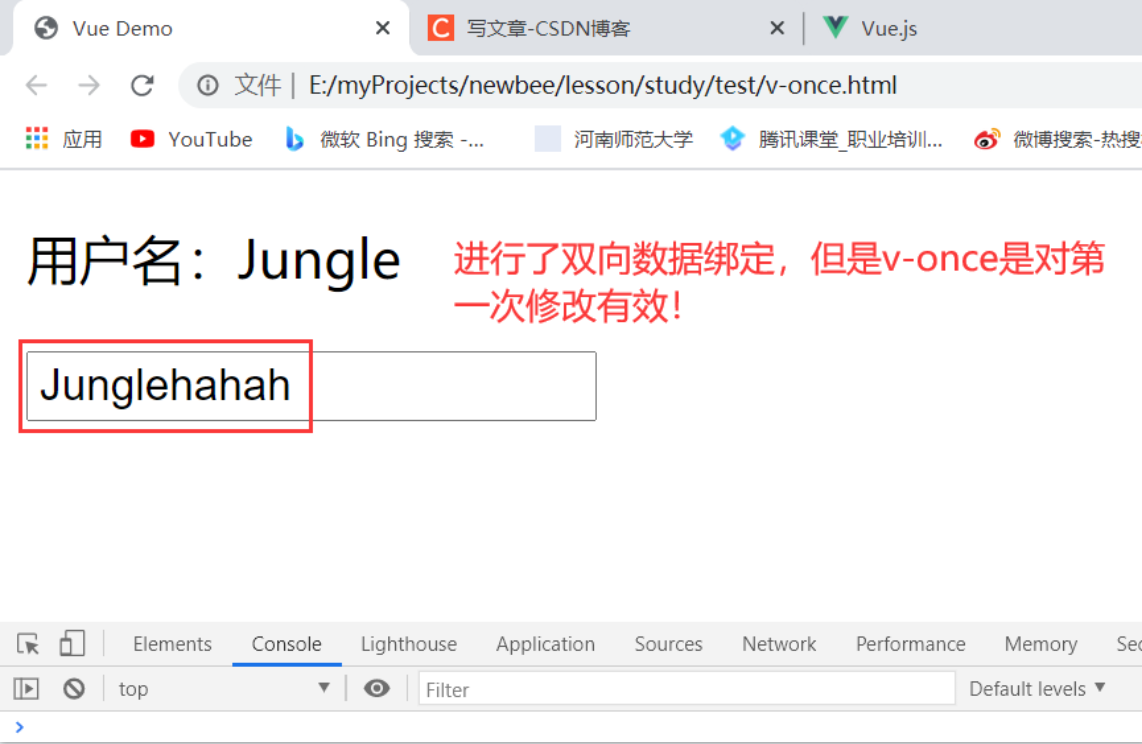 Vue Demo
写文章-CSDN博客
Vue.js
文件 | E:/myProjects/newbee/lesson/study/test/v-once.html
应用
YouTube
微软 Bing 搜索 -...
河南师范大学
腾讯课堂_职业培训...
微博搜索-热搜
用户名：Jungle
进行了双向数据绑定，但是v-once是对第
一次修改有效！
Junglehahah
Elements Console Lighthouse Application Sources Network Performance Memory Sec
top Filter Default levels